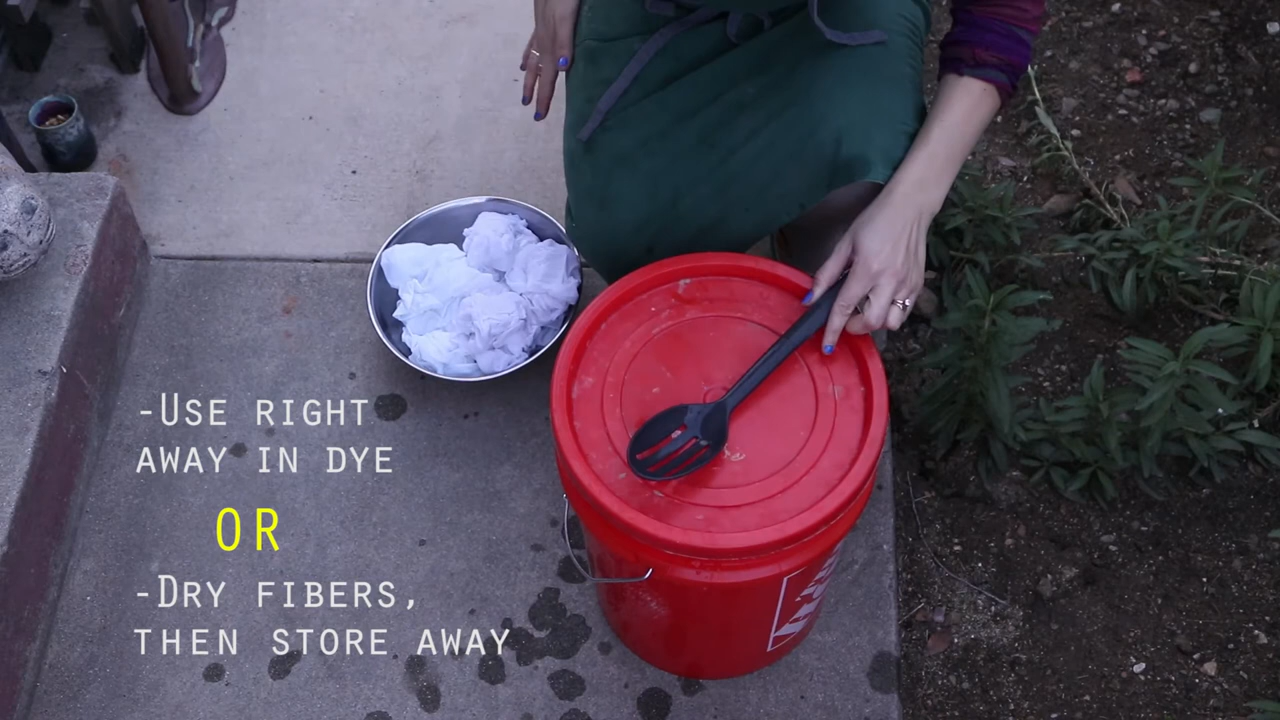 -Use right
away in dye
OR
-Dry fibers,
then store away